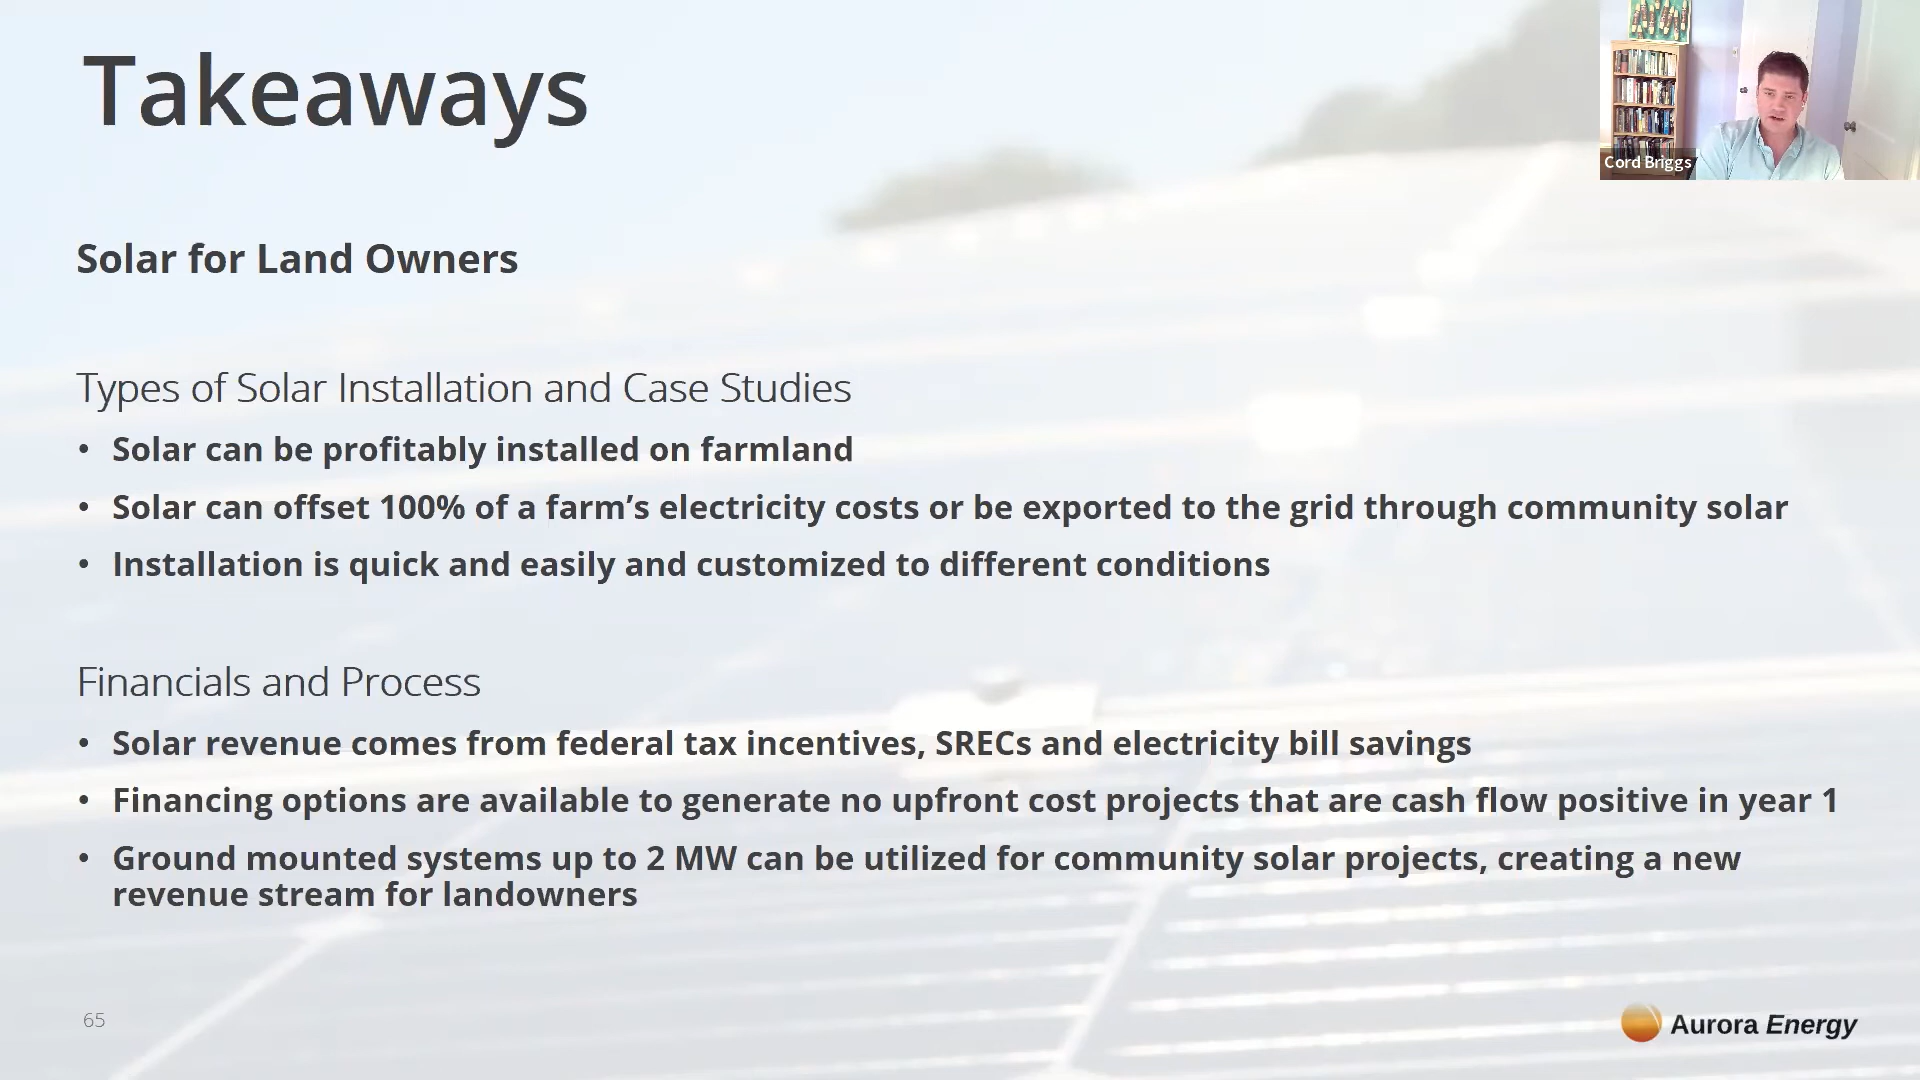 Takeaways
Cord Briggs
Solar for Land Owners
Types of Solar Installation and Case Studies
• Solar can be profitably installed on farmland
• Solar can offset 100% of a farm’s electricity costs or be exported to the grid through community solar
• Installation is quick and easily and customized to different conditions
Financials and Process
• Solar revenue comes from federal tax incentives, SRECs and electricity bill savings
• Financing options are available to generate no upfront cost projects that are cash flow positive in year 1
• Ground mounted systems up to 2 MW can be utilized for community solar projects, creating a new
revenue stream for landowners
65
Aurora Energy